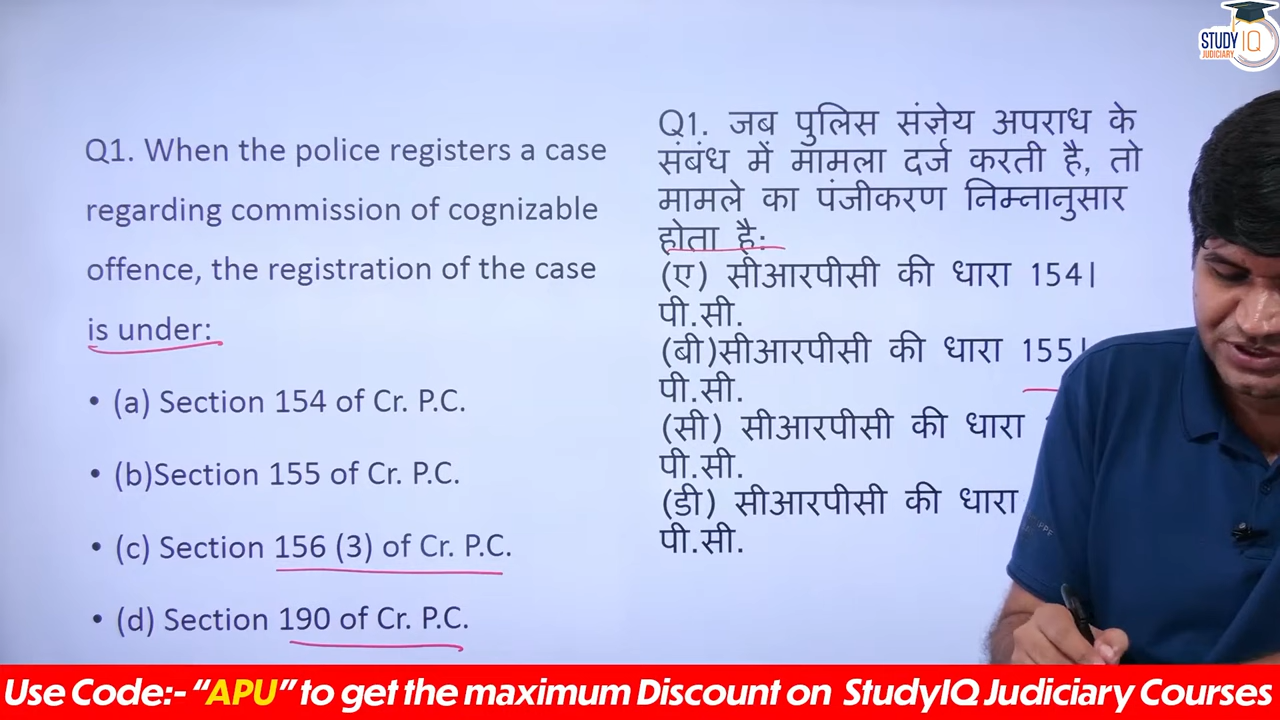 STUDY IQ
JUDICIARY
Q1. When the police registers a case
regarding commission of cognizable
offence, the registration of the case
is under:
• (a) Section 154 of Cr. P.C.
• (b)Section 155 of Cr. P.C.
• (c) Section 156 (3) of Cr. P.C.
• (d) Section 190 of Cr. P.C.
Q1. जब पुलिस संज्ञेय अपराध के
संबंध में मामला दर्ज करती है, तो
मामले का पंजीकरण निम्नानुसार
होता है:
(ए) सीआरपीसी की धारा 154|
पी.सी.
(बी)सीआरपीसी की धारा 155|
पी.सी.
(सी) सीआरपीसी की धारा
पी.सी.
(डी) सीआरपीसी की धारा
पी.सी.
Use Code:- “APU” to get the maximum Discount on StudyIQ Judiciary Courses